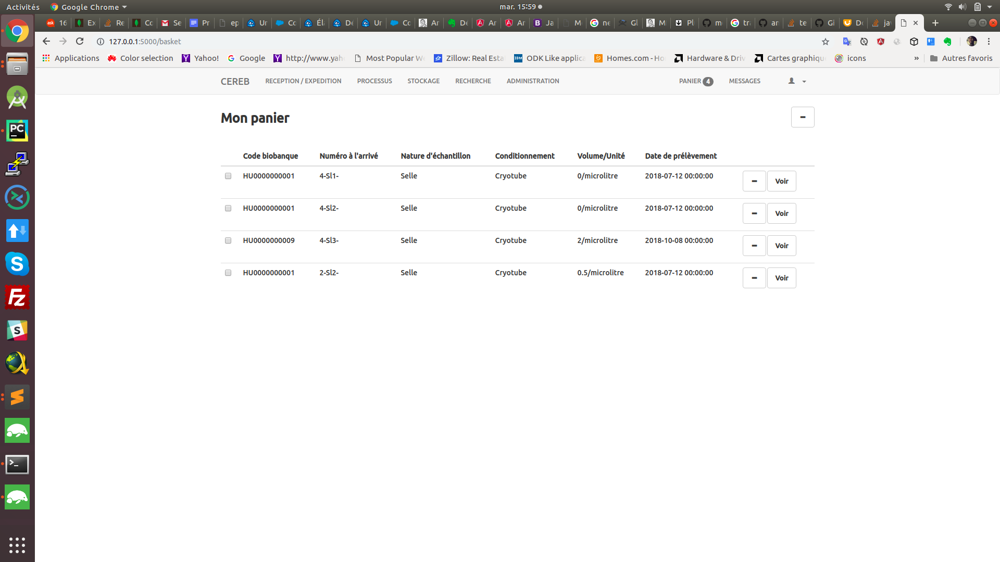 Activités Google Chrome mar. 15:59
16 Ex Re Co Se Pr ep Ur Co Él De Ur Co Ar De Ar Ar Ja Mo ne Gl M Pl m tr ar te Gi De ja
127.0.0.1:5000/basket
Applications Color selection Yahoo! Google http://www.yah Most Popular W Zillow: Real Esta ODK Like applica Homes.com - Ho Hardware & Driv Cartes graphiqu icons » Autres favoris
CEREB RECEPTION / EXPEDITION PROCESSUS STOCKAGE RECHERCHE ADMINISTRATION PANIER 4 MESSAGES
Mon panier
Code biobanque Numéro à l'arrivé Nature d'échantillon Conditionnement Volume/Unité Date de prélèvement
HU0000000001 4-Sl1- Selle Cryotube 0/microlitre 2018-07-12 00:00:00 Voir
HU0000000001 4-Sl2- Selle Cryotube 0/microlitre 2018-07-12 00:00:00 Voir
HU0000000009 4-Sl3- Selle Cryotube 2/microlitre 2018-10-08 00:00:00 Voir
HU0000000001 2-Sl2- Selle Cryotube 0.5/microlitre 2018-07-12 00:00:00 Voir